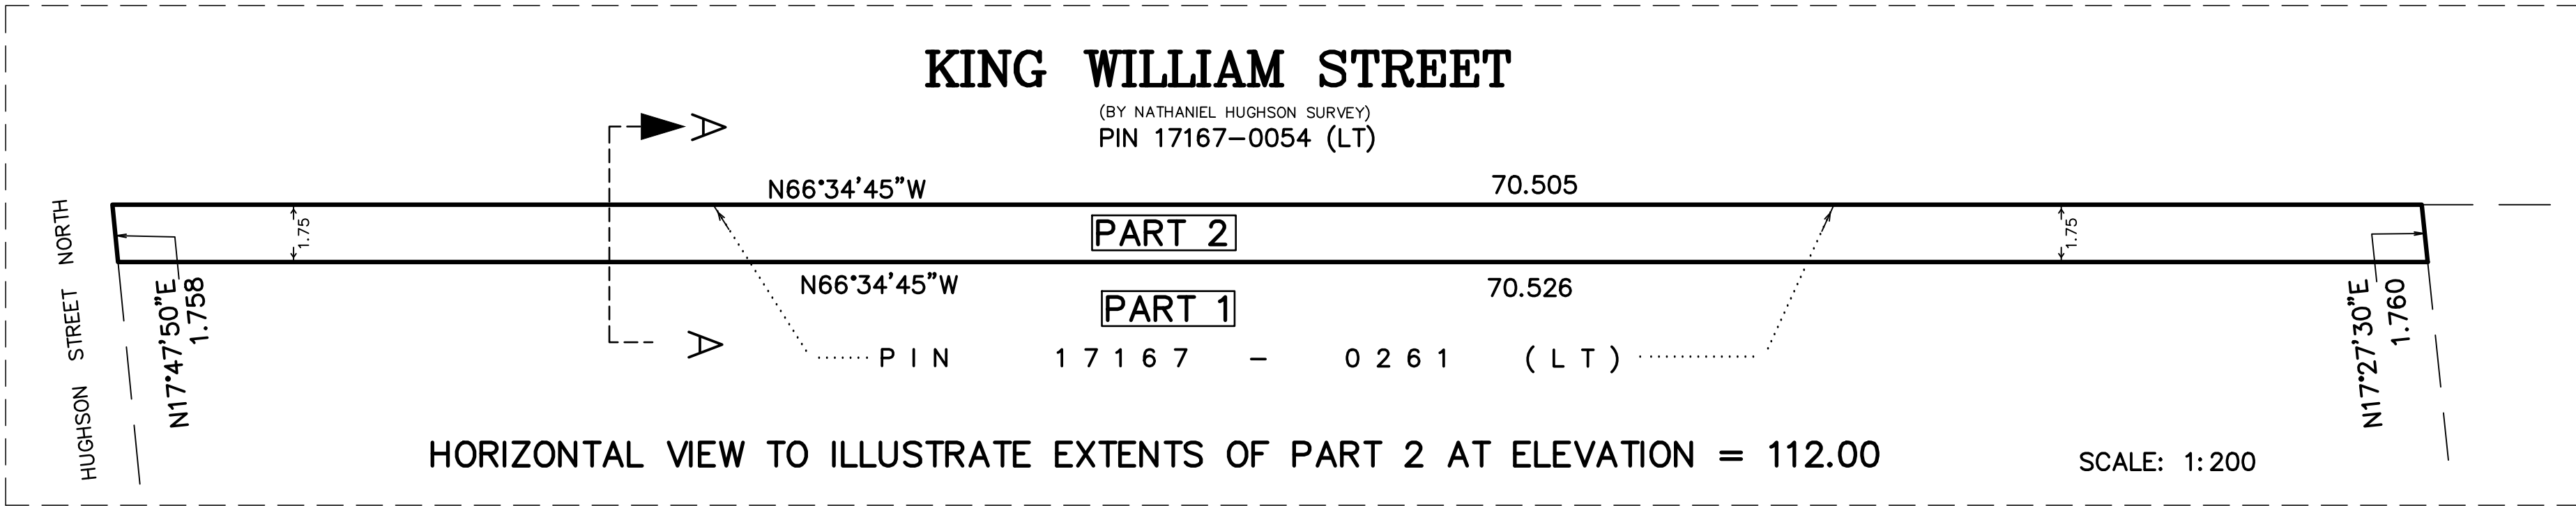 KING WILLIAM STREET
(BY NATHANIEL HUGHSON SURVEY)
PIN 17167-0054 (LT)
A
N66°34'45"W
70.505
HUGHSON STREET NORTH
1.75
PART 2
1.75
N66°34'45"W
70.526
N17°47'50"E
1.758
PART 1
N17°27'30"E
1.760
A
PIN 17167 - 0261 (LT)
HORIZONTAL VIEW TO ILLUSTRATE EXTENTS OF PART 2 AT ELEVATION = 112.00
SCALE: 1:200